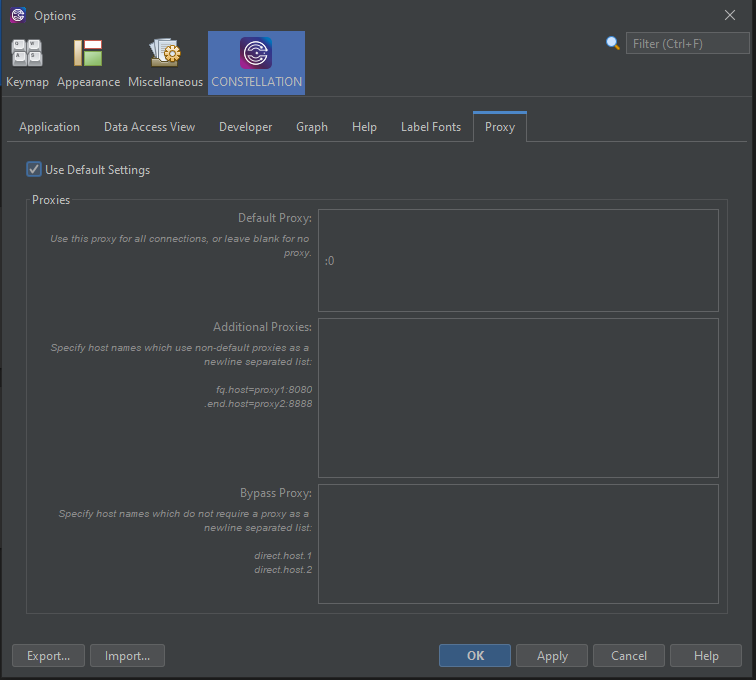 Options
Filter (Ctrl+F)
Q W
A S
Keymap
Appearance
Miscellaneous
CONSTELLATION
Application
Data Access View
Developer
Graph
Help
Label Fonts
Proxy
Use Default Settings
Proxies
Default Proxy:
Use this proxy for all connections, or leave blank for no
proxy.
:0
Additional Proxies:
Specify host names which use non-default proxies as a
newline separated list:
fq.host=proxy1:8080
.end.host=proxy2:8888
Bypass Proxy:
Specify host names which do not require a proxy as a
newline separated list:
direct.host.1
direct.host.2
Export...
Import...
OK
Apply
Cancel
Help